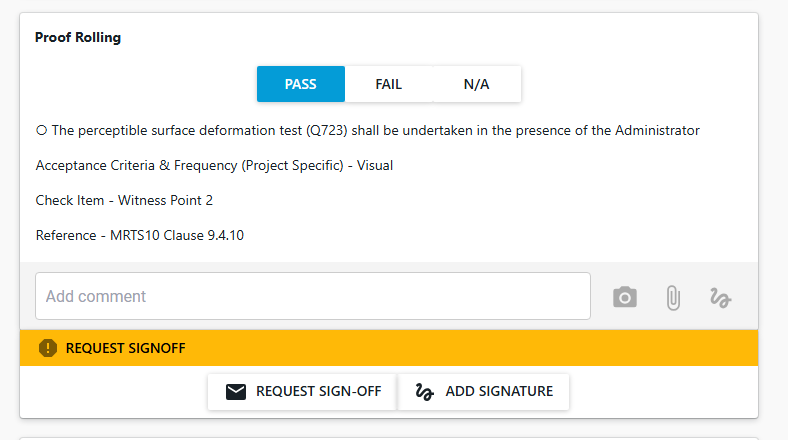 Proof Rolling
PASS FAIL N/A
○ The perceptible surface deformation test (Q723) shall be undertaken in the presence of the Administrator
Acceptance Criteria & Frequency (Project Specific) - Visual
Check Item - Witness Point 2
Reference - MRTS10 Clause 9.4.10
Add comment
REQUEST SIGNOFF
REQUEST SIGN-OFF ADD SIGNATURE